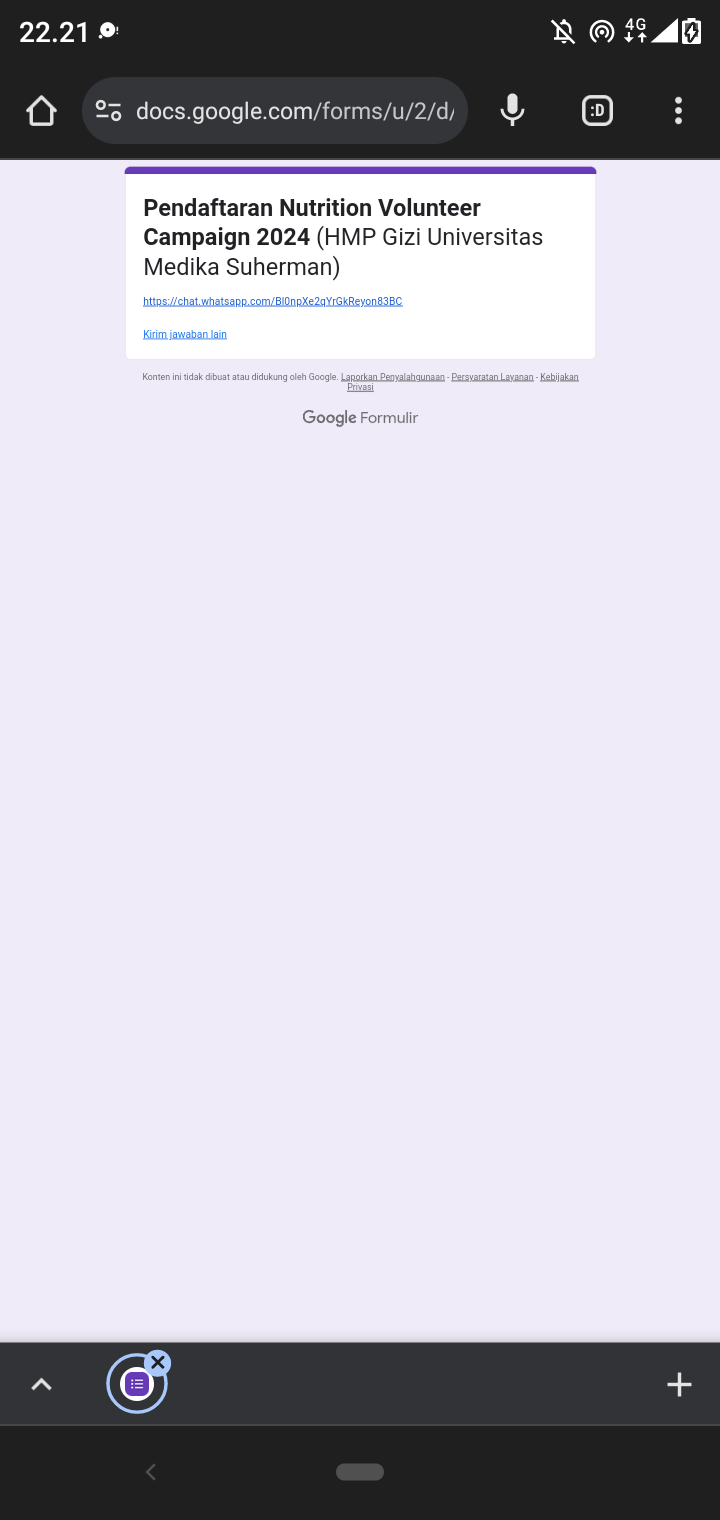 22.21
4G
docs.google.com/forms/u/2/d/
:D
Pendaftaran Nutrition Volunteer
Campaign 2024 (HMP Gizi Universitas
Medika Suherman)
https://chat.whatsapp.com/Bl0npXe2qYrGkReyon83BC
Kirim jawaban lain
Konten ini tidak dibuat atau didukung oleh Google. Laporkan Penyalahgunaan - Persyaratan Layanan - Kebijakan
Privasi
Google Formulir